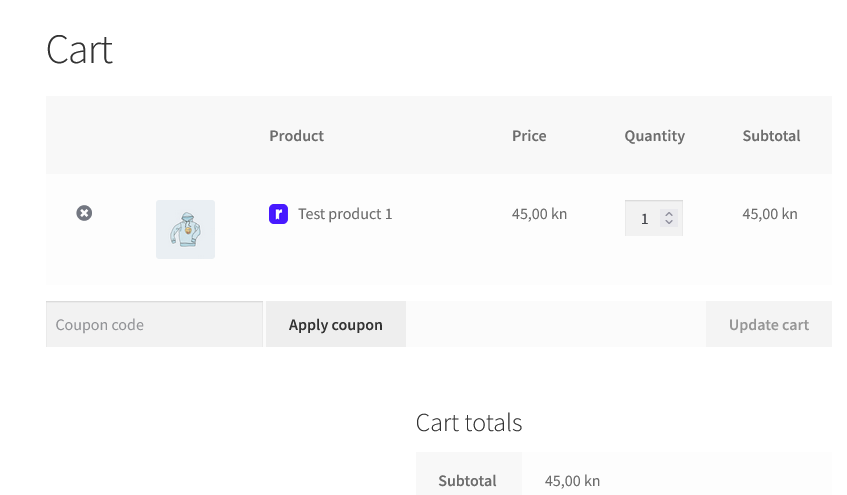 Cart
Product Price Quantity Subtotal
r Test product 1 45,00 kn 1 45,00 kn
Coupon code Apply coupon Update cart
Cart totals
Subtotal 45,00 kn